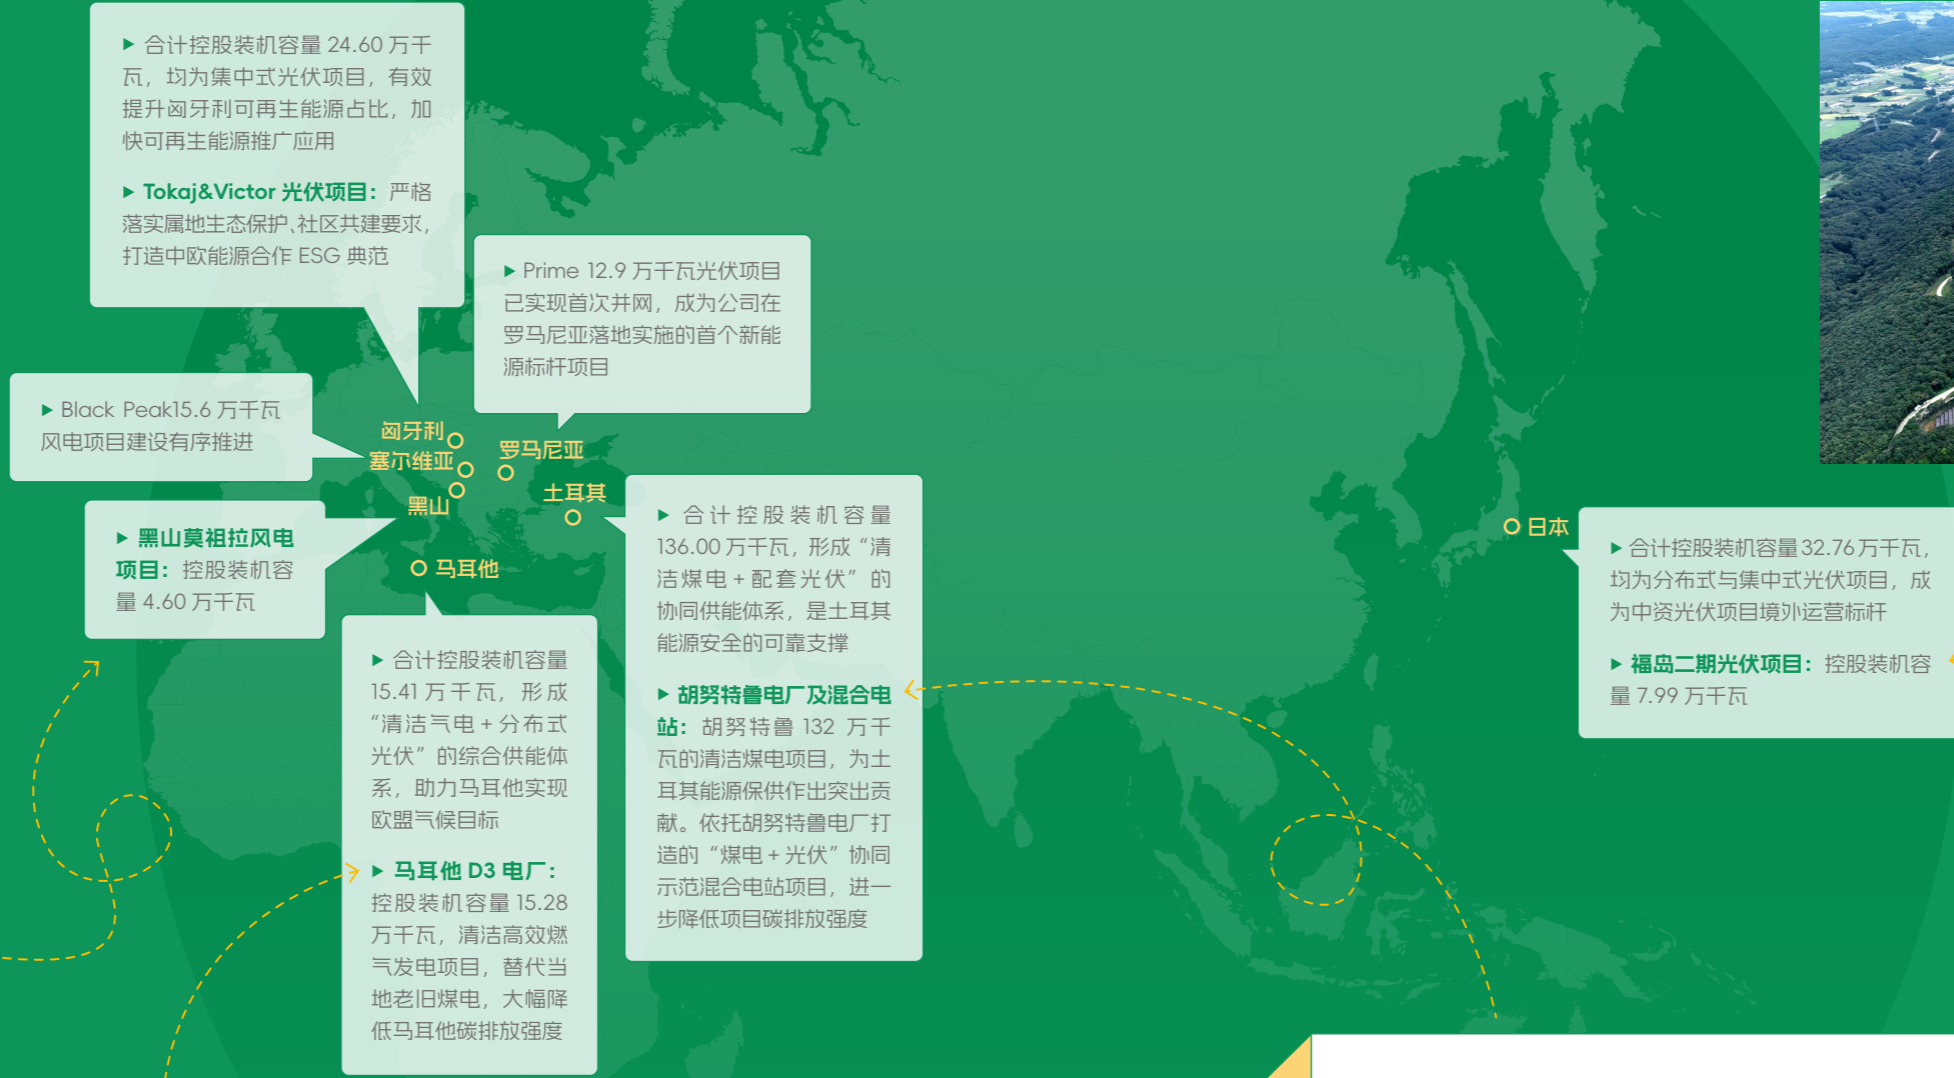 ▶ 合计控股装机容量 24.60 万千
瓦，均为集中式光伏项目，有效
提升匈牙利可再生能源占比，加
快可再生能源推广应用
▶ Tokaj&Victor 光伏项目：严格
落实属地生态保护、社区共建要求，
打造中欧能源合作 ESG 典范
▶ Prime 12.9 万千瓦光伏项目
已实现首次并网，成为公司在
罗马尼亚落地实施的首个新能
源标杆项目
▶ Black Peak15.6 万千瓦
风电项目建设有序推进
匈牙利
塞尔维亚
黑山
罗马尼亚
土耳其
马耳他
日本
▶ 黑山莫祖拉风电
项目：控股装机容
量 4.60 万千瓦
▶ 合计控股装机容量
15.41 万千瓦，形成
“清洁气电 + 分布式
光伏”的综合供能体
系，助力马耳他实现
欧盟气候目标
▶ 马耳他 D3 电厂：
控股装机容量 15.28
万千瓦，清洁高效燃
气发电项目，替代当
地老旧煤电，大幅降
低马耳他碳排放强度
▶ 合计控股装机容量
136.00 万千瓦，形成“清
洁煤电 + 配套光伏”的
协同供能体系，是土耳其
能源安全的可靠支撑
▶ 胡努特鲁电厂及混合电
站：胡努特鲁 132 万千
瓦的清洁煤电项目，为土
耳其能源保供作出突出贡
献。依托胡努特鲁电厂打
造的“煤电 + 光伏”协同
示范混合电站项目，进一
步降低项目碳排放强度
▶ 合计控股装机容量 32.76 万千瓦，
均为分布式与集中式光伏项目，成
为中资光伏项目境外运营标杆
▶ 福岛二期光伏项目：控股装机容
量 7.99 万千瓦